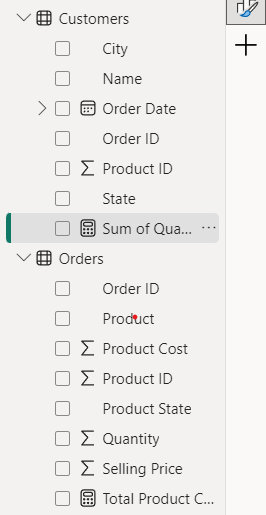 Customers
City
Name
Order Date
Order ID
Product ID
State
Sum of Qua...
Orders
Order ID
Product
Product Cost
Product ID
Product State
Quantity
Selling Price
Total Product C...